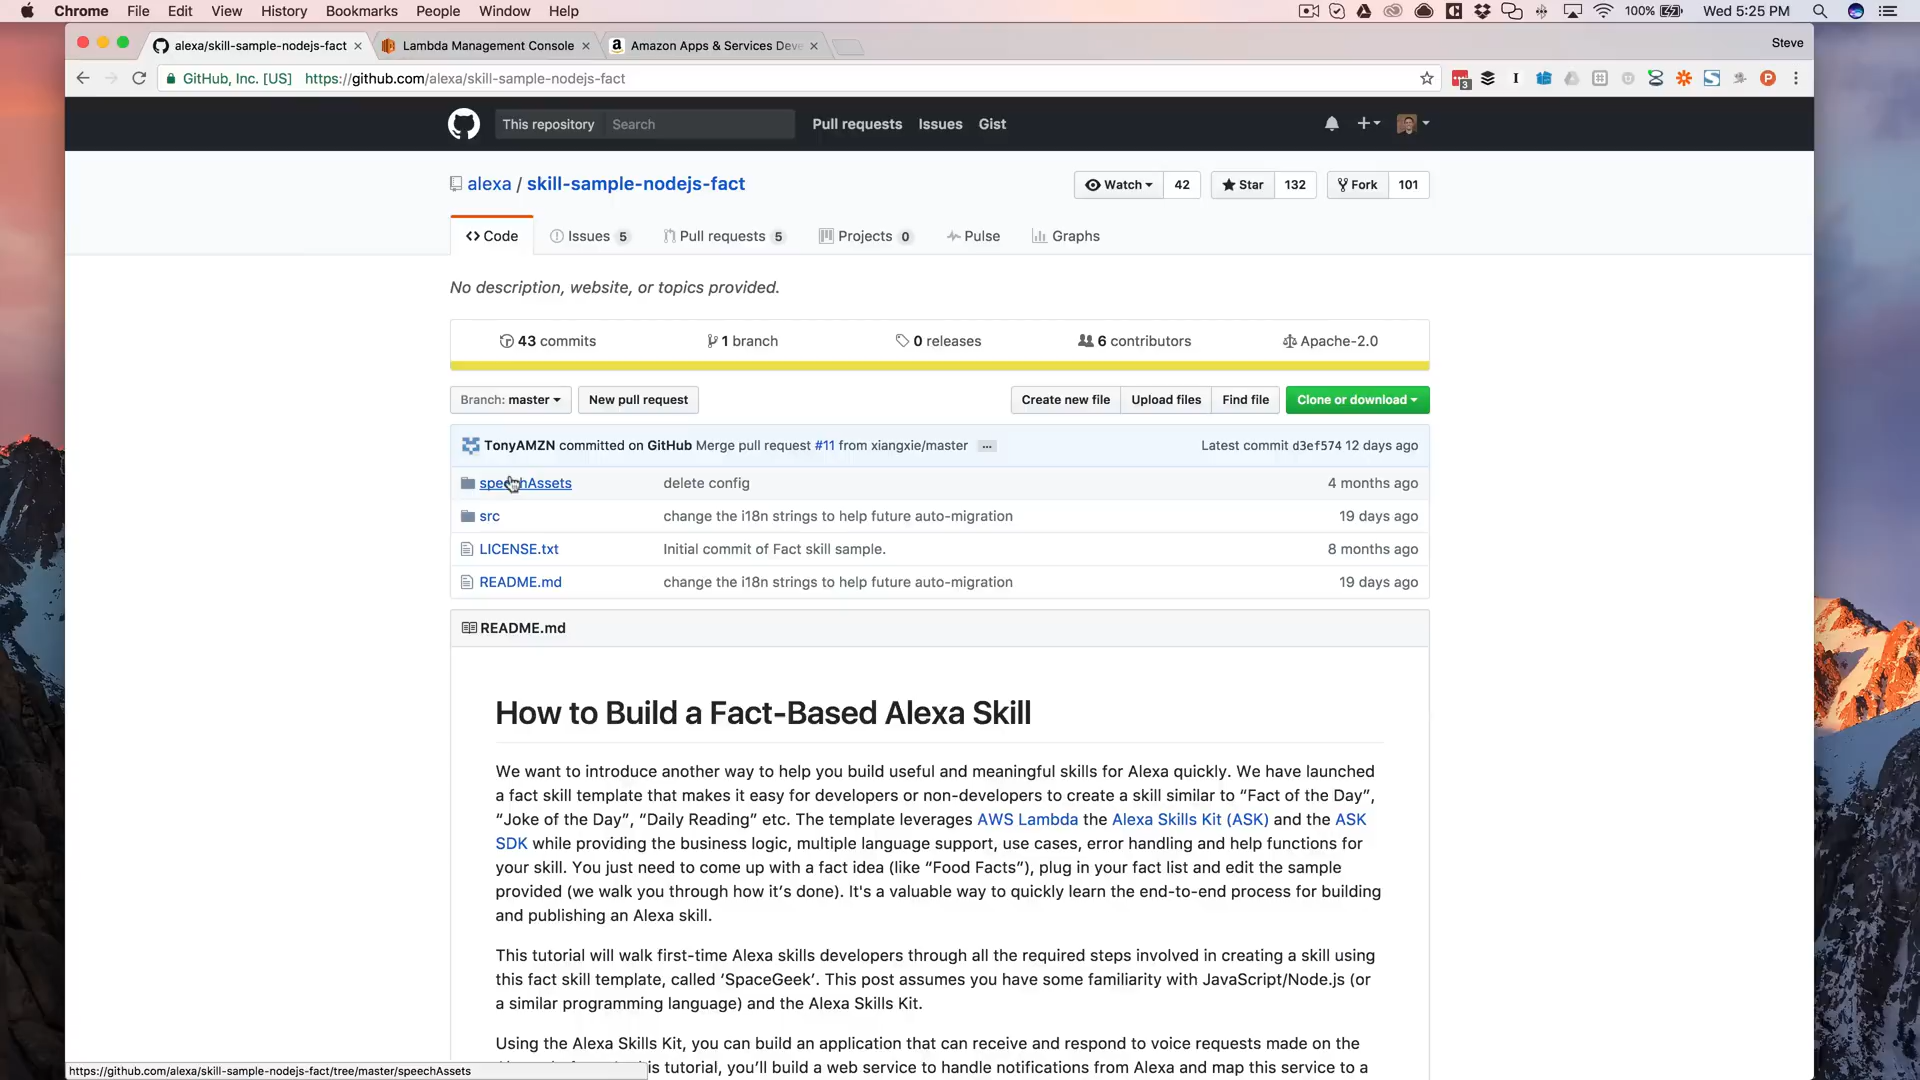 Chrome File Edit View History Bookmarks People Window Help 100% Wed 5:25 PM
alexa/skill-sample-nodejs-fact × Lambda Management Console × Amazon Apps & Services Deve × Steve
GitHub, Inc. [US] https://github.com/alexa/skill-sample-nodejs-fact
This repository Search Pull requests Issues Gist
alexa / skill-sample-nodejs-fact Watch 42 Star 132 Fork 101
Code Issues 5 Pull requests 5 Projects 0 Pulse Graphs
No description, website, or topics provided.
43 commits 1 branch 0 releases 6 contributors Apache-2.0
Branch: master New pull request Create new file Upload files Find file Clone or download
TonyAMZN committed on GitHub Merge pull request #11 from xiangxie/master … Latest commit d3ef574 12 days ago
speechAssets delete config 4 months ago
src change the i18n strings to help future auto-migration 19 days ago
LICENSE.txt Initial commit of Fact skill sample. 8 months ago
README.md change the i18n strings to help future auto-migration 19 days ago
README.md
How to Build a Fact-Based Alexa Skill
We want to introduce another way to help you build useful and meaningful skills for Alexa quickly. We have launched
a fact skill template that makes it easy for developers or non-developers to create a skill similar to “Fact of the Day”,
“Joke of the Day”, “Daily Reading” etc. The template leverages AWS Lambda the Alexa Skills Kit (ASK) and the ASK
SDK while providing the business logic, multiple language support, use cases, error handling and help functions for
your skill. You just need to come up with a fact idea (like “Food Facts”), plug in your fact list and edit the sample
provided (we walk you through how it’s done). It's a valuable way to quickly learn the end-to-end process for building
and publishing an Alexa skill.
This tutorial will walk first-time Alexa skills developers through all the required steps involved in creating a skill using
this fact skill template, called ‘SpaceGeek’. This post assumes you have some familiarity with JavaScript/Node.js (or
a similar programming language) and the Alexa Skills Kit.
Using the Alexa Skills Kit, you can build an application that can receive and respond to voice requests made on the
is tutorial, you’ll build a web service to handle notifications from Alexa and map this service to a
https://github.com/alexa/skill-sample-nodejs-fact/tree/master/speechAssets